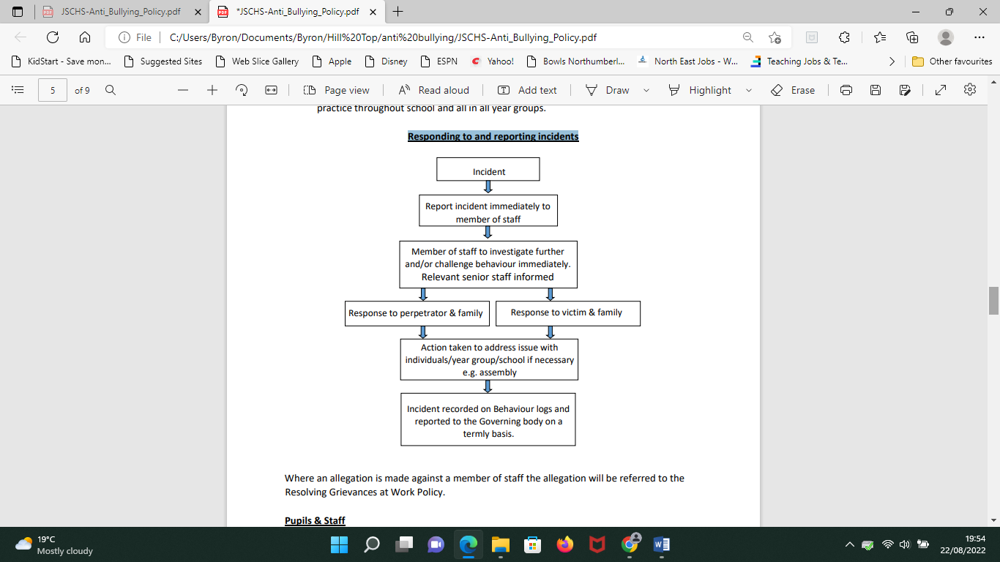 JSCHS-Anti_Bullying_Policy.pdf
*JSCHS-Anti_Bullying_Policy.pdf
File
C:/Users/Byron/Documents/Byron/Hill%20Top/anti%20bullying/JSCHS-Anti_Bullying_Policy.pdf
KidStart - Save mon...
Suggested Sites
Web Slice Gallery
Apple
Disney
ESPN
Yahoo!
Bowls Northumberl...
North East Jobs - W...
Teaching Jobs & Te...
Other favourites
5
of 9
Page view
Read aloud
Add text
Draw
Highlight
Erase
practice throughout school and all in all year groups.
Responding to and reporting incidents
Incident
Report incident immediately to
member of staff
Member of staff to investigate further
and/or challenge behaviour immediately.
Relevant senior staff informed
Response to perpetrator & family
Response to victim & family
Action taken to address issue with
individuals/year group/school if necessary
e.g. assembly
Incident recorded on Behaviour logs and
reported to the Governing body on a
termly basis.
Where an allegation is made against a member of staff the allegation will be referred to the
Resolving Grievances at Work Policy.
Pupils & Staff
19°C
Mostly cloudy
19:54
22/08/2022